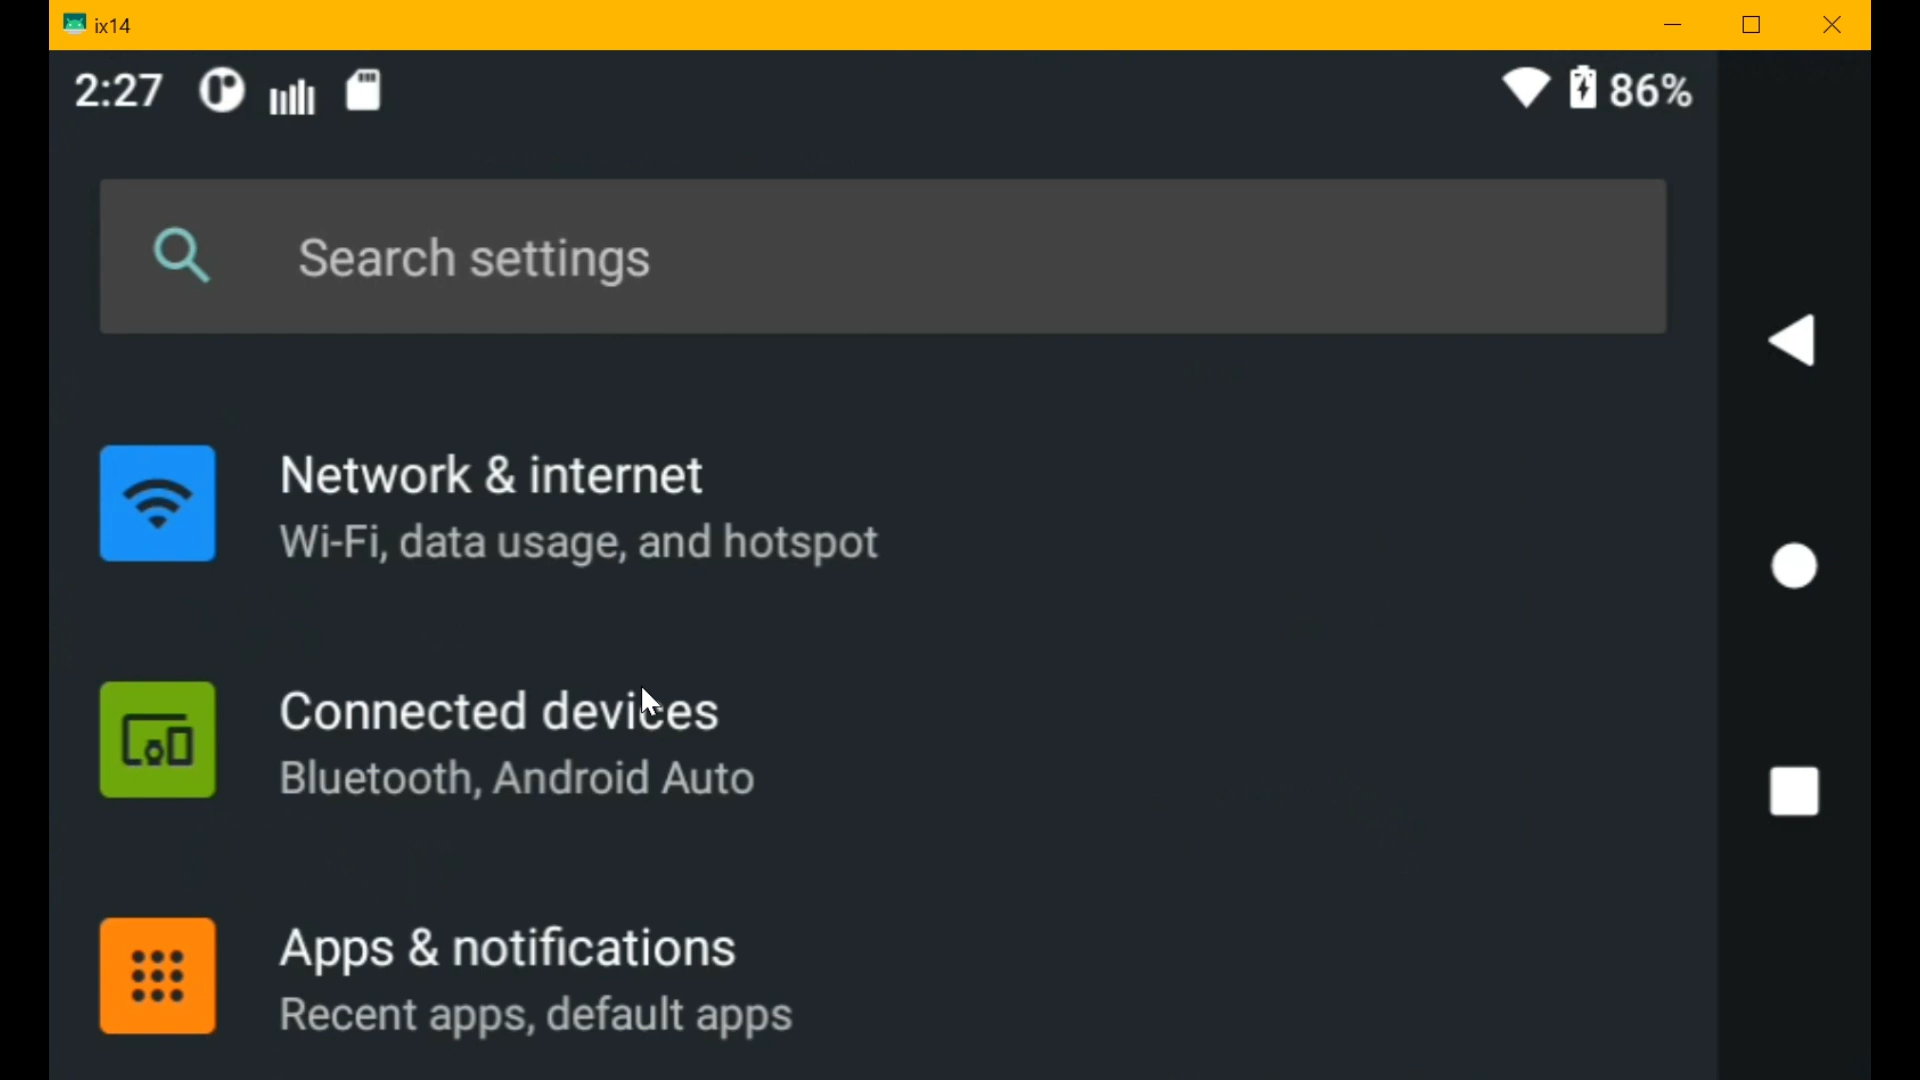 ix14
2:27
86%
Search settings
Network & internet
Wi-Fi, data usage, and hotspot
Connected devices
Bluetooth, Android Auto
Apps & notifications
Recent apps, default apps